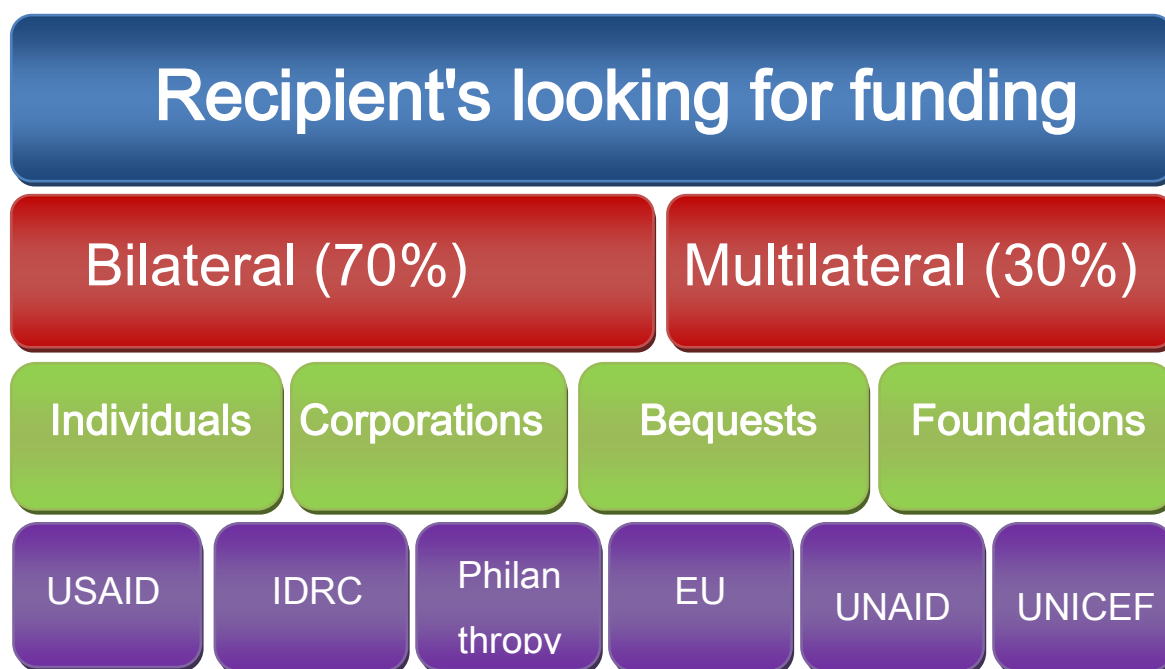 Recipient's looking for funding
Bilateral (70%)
Multilateral (30%)
Individuals
Corporations
Bequests
Foundations
USAID
IDRC
Philan
thropy
EU
UNAID
UNICEF